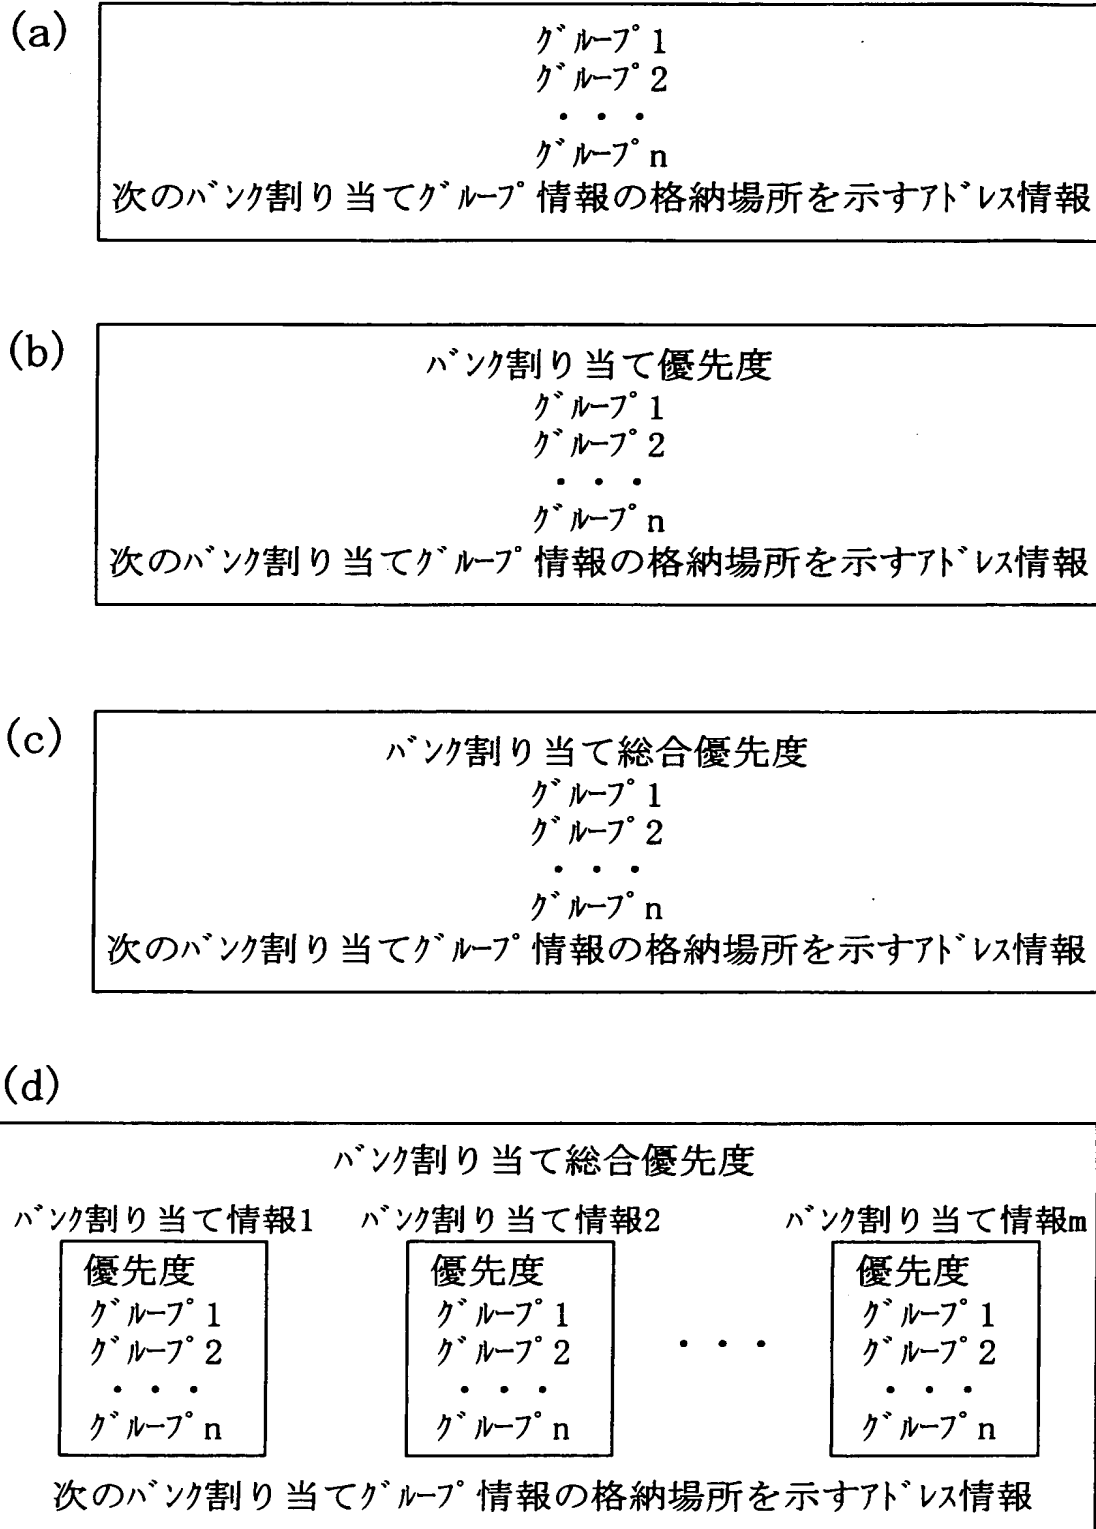 (a)
グループ1
グループ2
・・・
グループn
次のバンク割り当てグループ情報の格納場所を示すアドレス情報
(b)
バンク割り当て優先度
グループ1
グループ2
・・・
グループn
次のバンク割り当てグループ情報の格納場所を示すアドレス情報
(c)
バンク割り当て総合優先度
グループ1
グループ2
・・・
グループn
次のバンク割り当てグループ情報の格納場所を示すアドレス情報
(d)
バンク割り当て総合優先度
バンク割り当て情報1 バンク割り当て情報2 バンク割り当て情報m
優先度 優先度 優先度
グループ1 グループ1 グループ1
グループ2 グループ2 ・・・ グループ2
・・・ ・・・ ・・・
グループn グループn グループn
次のバンク割り当てグループ情報の格納場所を示すアドレス情報